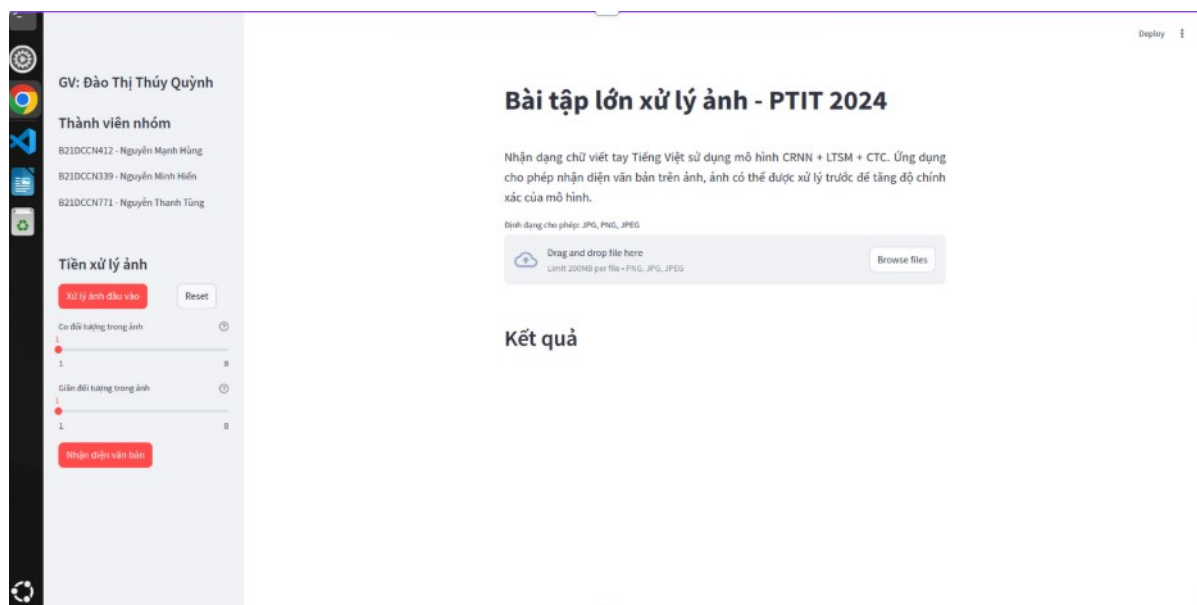 Deploy
GV: Đào Thị Thúy Quỳnh
Thành viên nhóm
B21DCCN412 - Nguyễn Mạnh Hùng
B21DCCN339 - Nguyễn Minh Hiển
B21DCCN771 - Nguyễn Thanh Tùng
Tiền xử lý ảnh
Xử lý ảnh đầu vào
Reset
Co đối tượng trong ảnh
1
1 8
Giãn đối tượng trong ảnh
1
1 8
Nhận diện văn bản
Bài tập lớn xử lý ảnh - PTIT 2024
Nhận dạng chữ viết tay Tiếng Việt sử dụng mô hình CRNN + LTSM + CTC. Ứng dụng
cho phép nhận diện văn bản trên ảnh, ảnh có thể được xử lý trước để tăng độ chính
xác của mô hình.
Định dạng cho phép: JPG, PNG, JPEG
Drag and drop file here
Limit 200MB per file • PNG, JPG, JPEG
Browse files
Kết quả